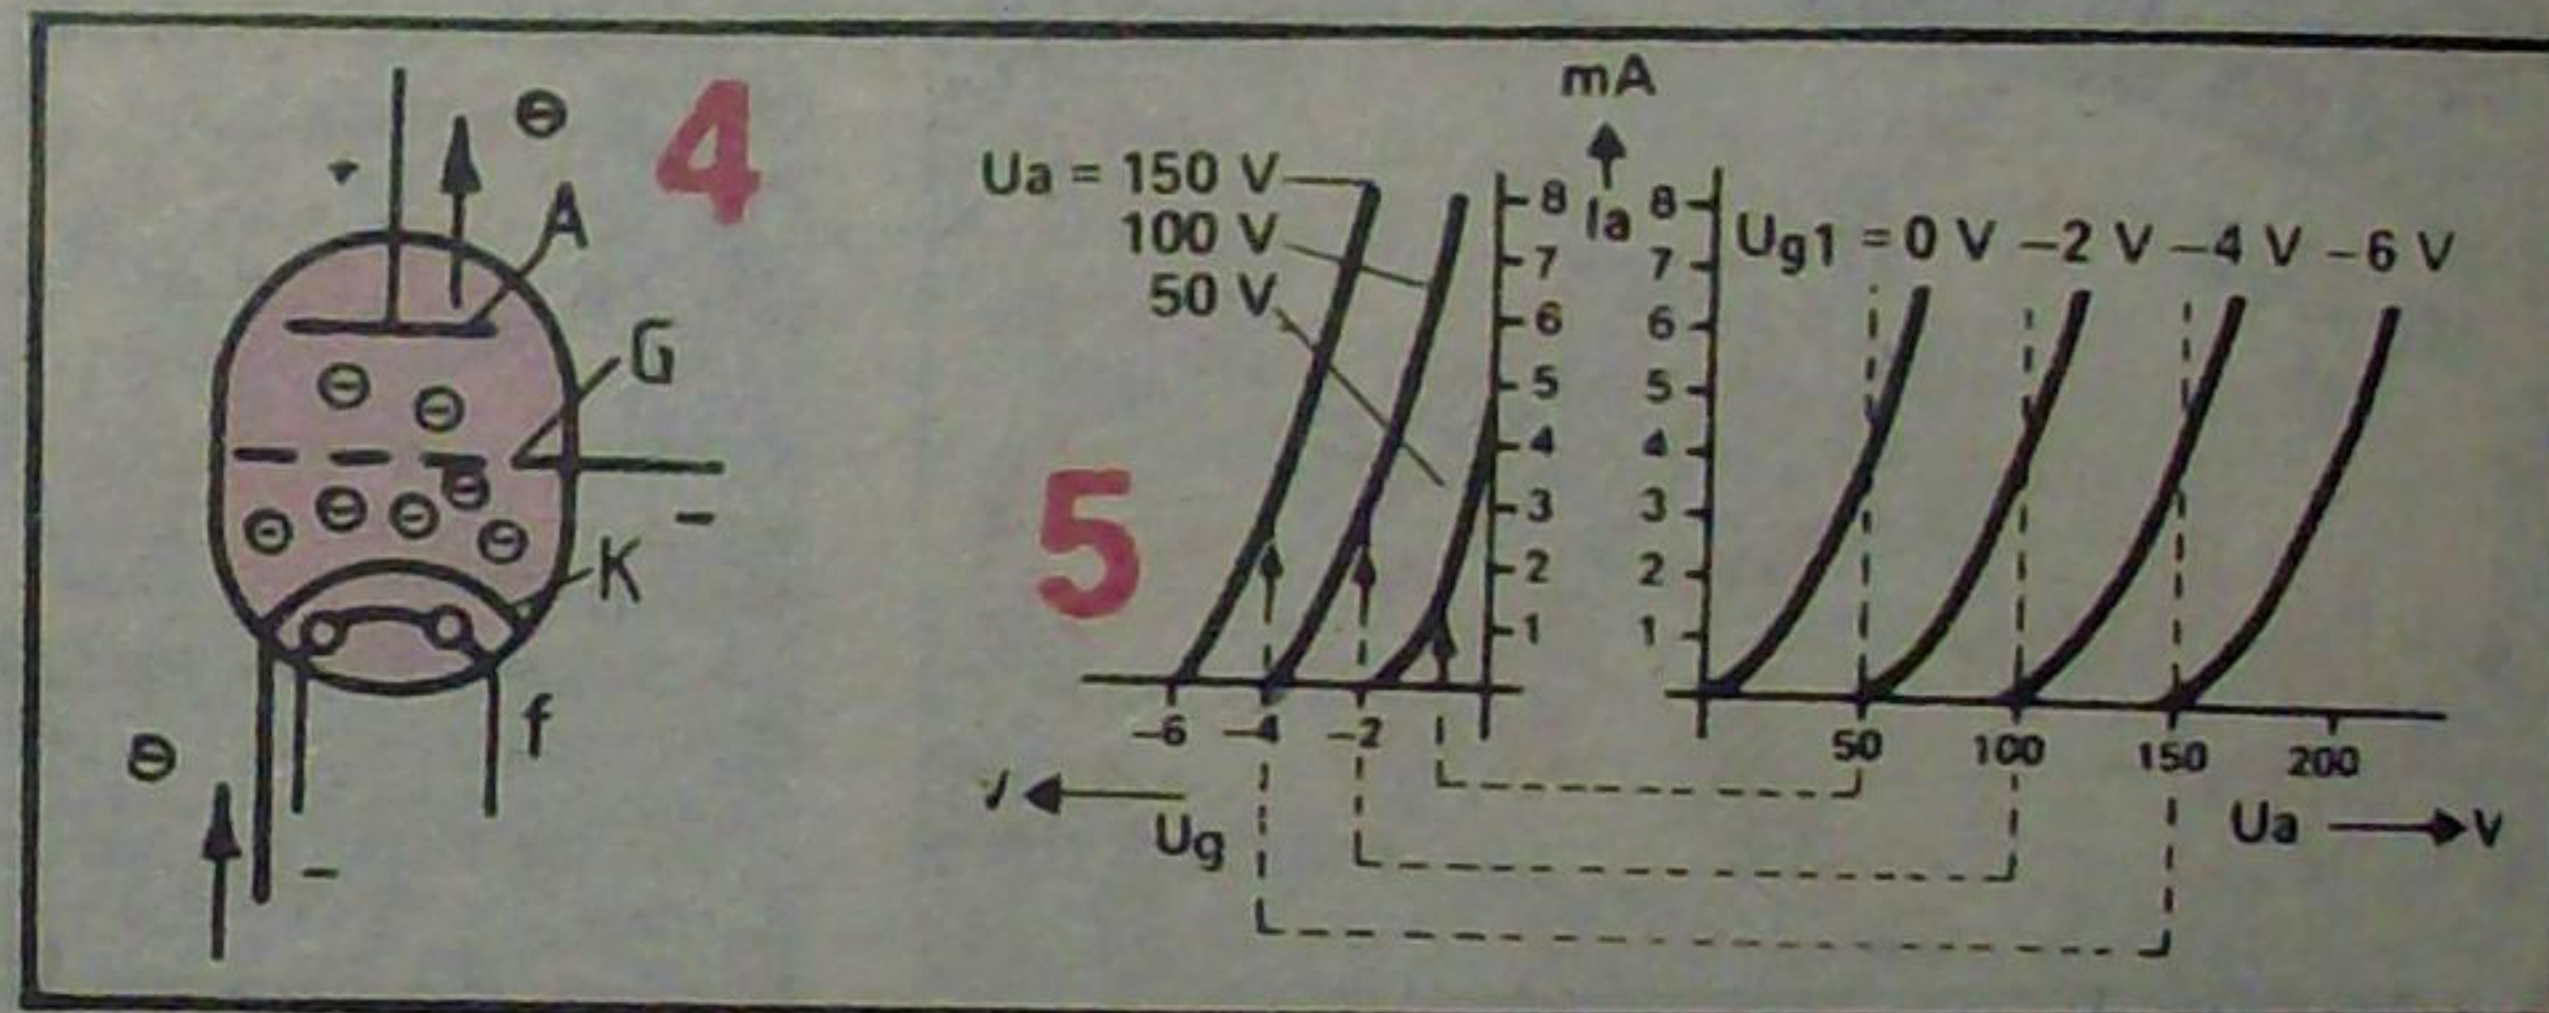 4
⊖
+
A
G
⊖ ⊖
⊖ ⊖ ⊖ ⊖ ⊖
−
K
f
⊖
−
5
mA
Ua = 150 V
100 V
50 V
8 Ia 8
7 7
6 6
5 5
4 4
3 3
2 2
1 1
Ug1 = 0 V −2 V −4 V −6 V
−6 −4 −2
50 100 150 200
Ug
Ua V